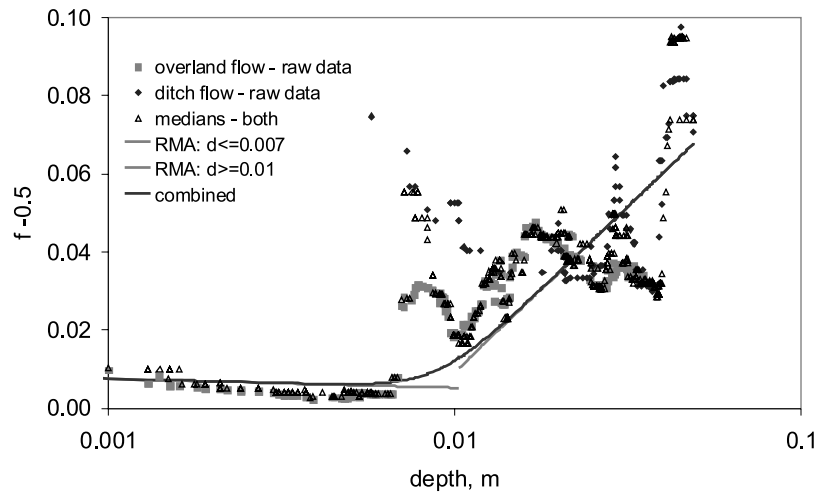 0.10
0.08
0.06
0.04
0.02
0.00
f -0.5
overland flow - raw data
ditch flow - raw data
medians - both
RMA: d<=0.007
RMA: d>=0.01
combined
0.001
0.01
0.1
depth, m